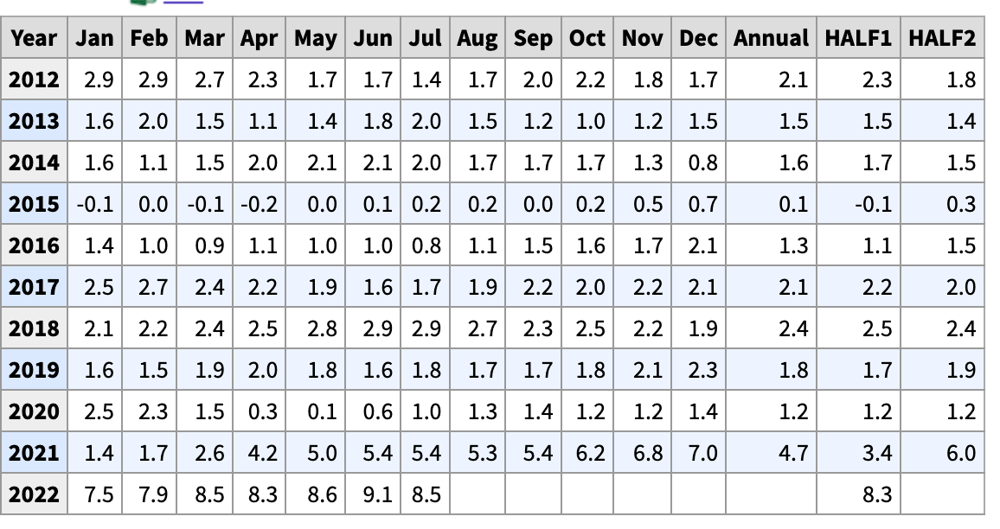 Year Jan Feb Mar Apr May Jun Jul Aug Sep Oct Nov Dec Annual HALF1 HALF2
2012 2.9 2.9 2.7 2.3 1.7 1.7 1.4 1.7 2.0 2.2 1.8 1.7 2.1 2.3 1.8
2013 1.6 2.0 1.5 1.1 1.4 1.8 2.0 1.5 1.2 1.0 1.2 1.5 1.5 1.5 1.4
2014 1.6 1.1 1.5 2.0 2.1 2.1 2.0 1.7 1.7 1.7 1.3 0.8 1.6 1.7 1.5
2015 -0.1 0.0 -0.1 -0.2 0.0 0.1 0.2 0.2 0.0 0.2 0.5 0.7 0.1 -0.1 0.3
2016 1.4 1.0 0.9 1.1 1.0 1.0 0.8 1.1 1.5 1.6 1.7 2.1 1.3 1.1 1.5
2017 2.5 2.7 2.4 2.2 1.9 1.6 1.7 1.9 2.2 2.0 2.2 2.1 2.1 2.2 2.0
2018 2.1 2.2 2.4 2.5 2.8 2.9 2.9 2.7 2.3 2.5 2.2 1.9 2.4 2.5 2.4
2019 1.6 1.5 1.9 2.0 1.8 1.6 1.8 1.7 1.7 1.8 2.1 2.3 1.8 1.7 1.9
2020 2.5 2.3 1.5 0.3 0.1 0.6 1.0 1.3 1.4 1.2 1.2 1.4 1.2 1.2 1.2
2021 1.4 1.7 2.6 4.2 5.0 5.4 5.4 5.3 5.4 6.2 6.8 7.0 4.7 3.4 6.0
2022 7.5 7.9 8.5 8.3 8.6 9.1 8.5 8.3